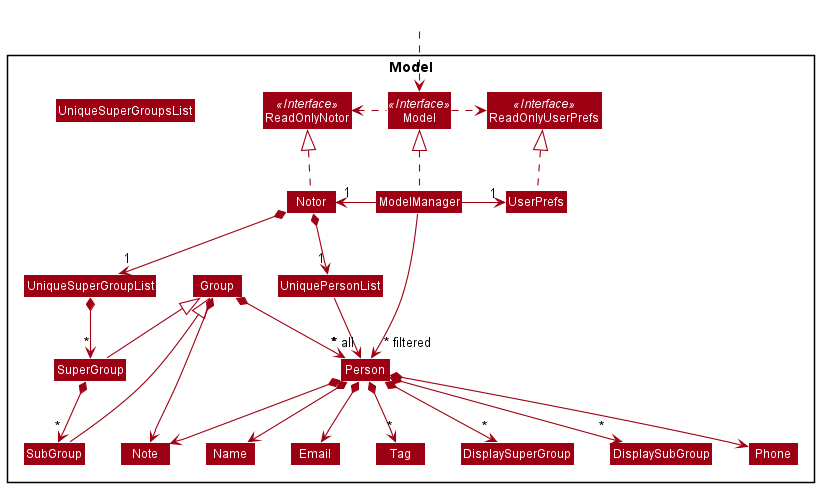 Model
UniqueSuperGroupsList
«Interface»
ReadOnlyNotor
«Interface»
Model
«Interface»
ReadOnlyUserPrefs
Notor
1
ModelManager
1
UserPrefs
1
1
UniqueSuperGroupList
Group
UniquePersonList
*
* all
*
* filtered
SuperGroup
Person
*
*
*
*
SubGroup
Note
Name
Email
Tag
DisplaySuperGroup
DisplaySubGroup
Phone